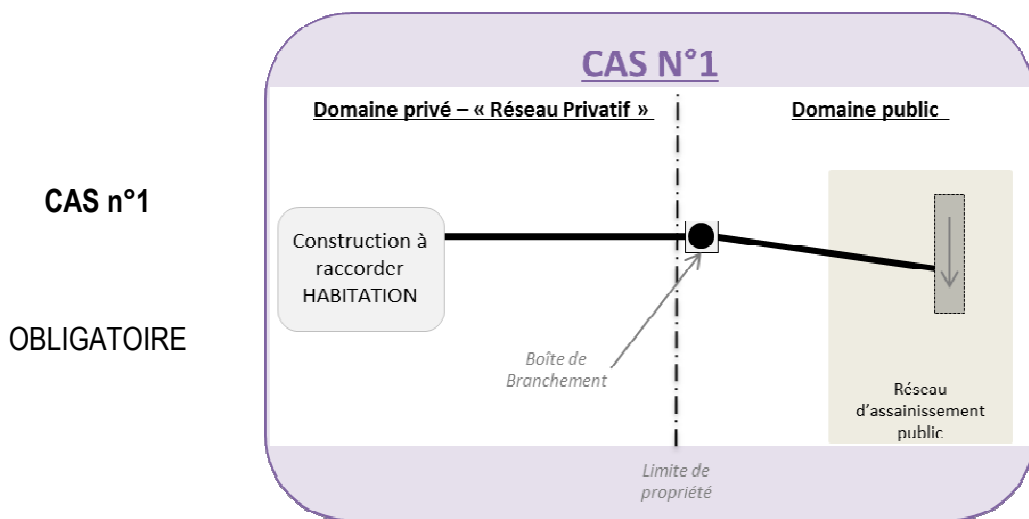 CAS N°1
Domaine privé – « Réseau Privatif »
Domaine public
CAS n°1
OBLIGATOIRE
Construction à
raccorder
HABITATION
Boîte de
Branchement
Réseau
d'assainissement
public
Limite de
propriété